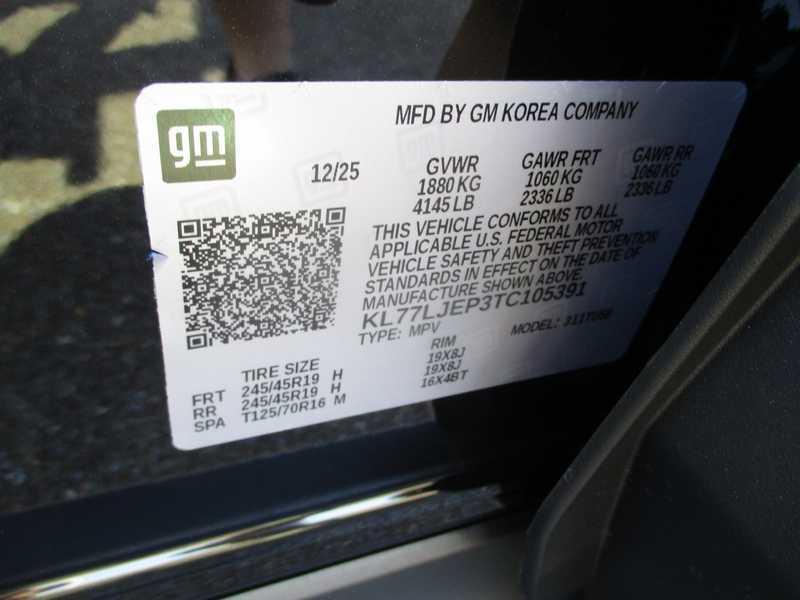 gm
MFD BY GM KOREA COMPANY
12/25
GVWR
1880 KG
4145 LB
GAWR FRT
1060 KG
2336 LB
GAWR RR
1060 KG
2336 LB
THIS VEHICLE CONFORMS TO ALL
APPLICABLE U.S. FEDERAL MOTOR
VEHICLE SAFETY AND THEFT PREVENTION
STANDARDS IN EFFECT ON THE DATE OF
MANUFACTURE SHOWN ABOVE.
KL77LJEP3TC105391
TYPE: MPV
MODEL:
TIRE SIZE RIM
FRT 245/45R19 H 19X8J
RR 245/45R19 H 19X8J
SPA T125/70R16 M 16X4BT